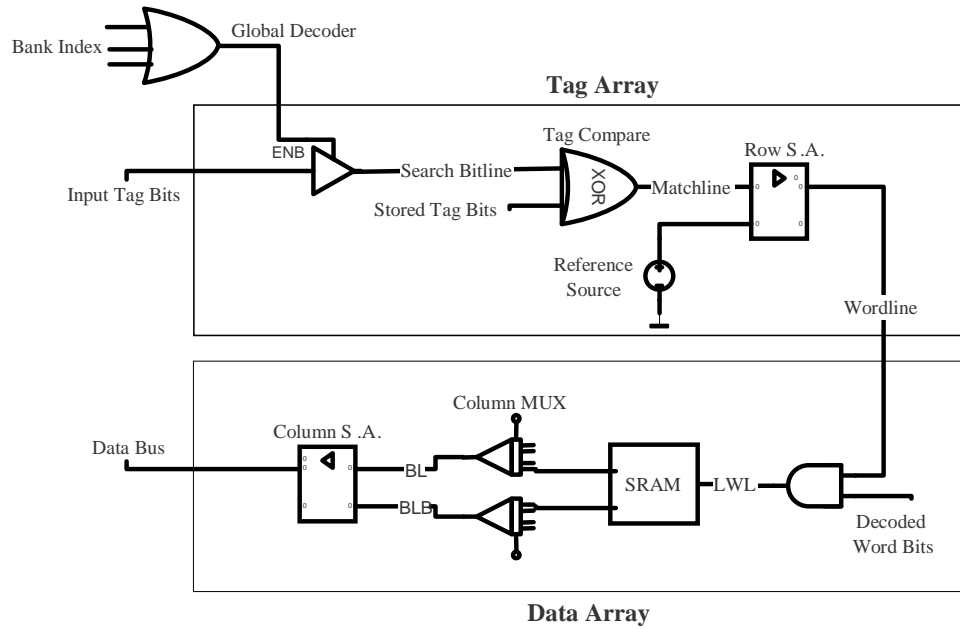 Global Decoder
Bank Index
Tag Array
Tag Compare
ENB
Row S .A.
Search Bitline
XOR
Matchline
Input Tag Bits
Stored Tag Bits
Reference
Source
Wordline
Column MUX
Column S .A.
Data Bus
BL
SRAM
LWL
BLB
Decoded
Word Bits
Data Array